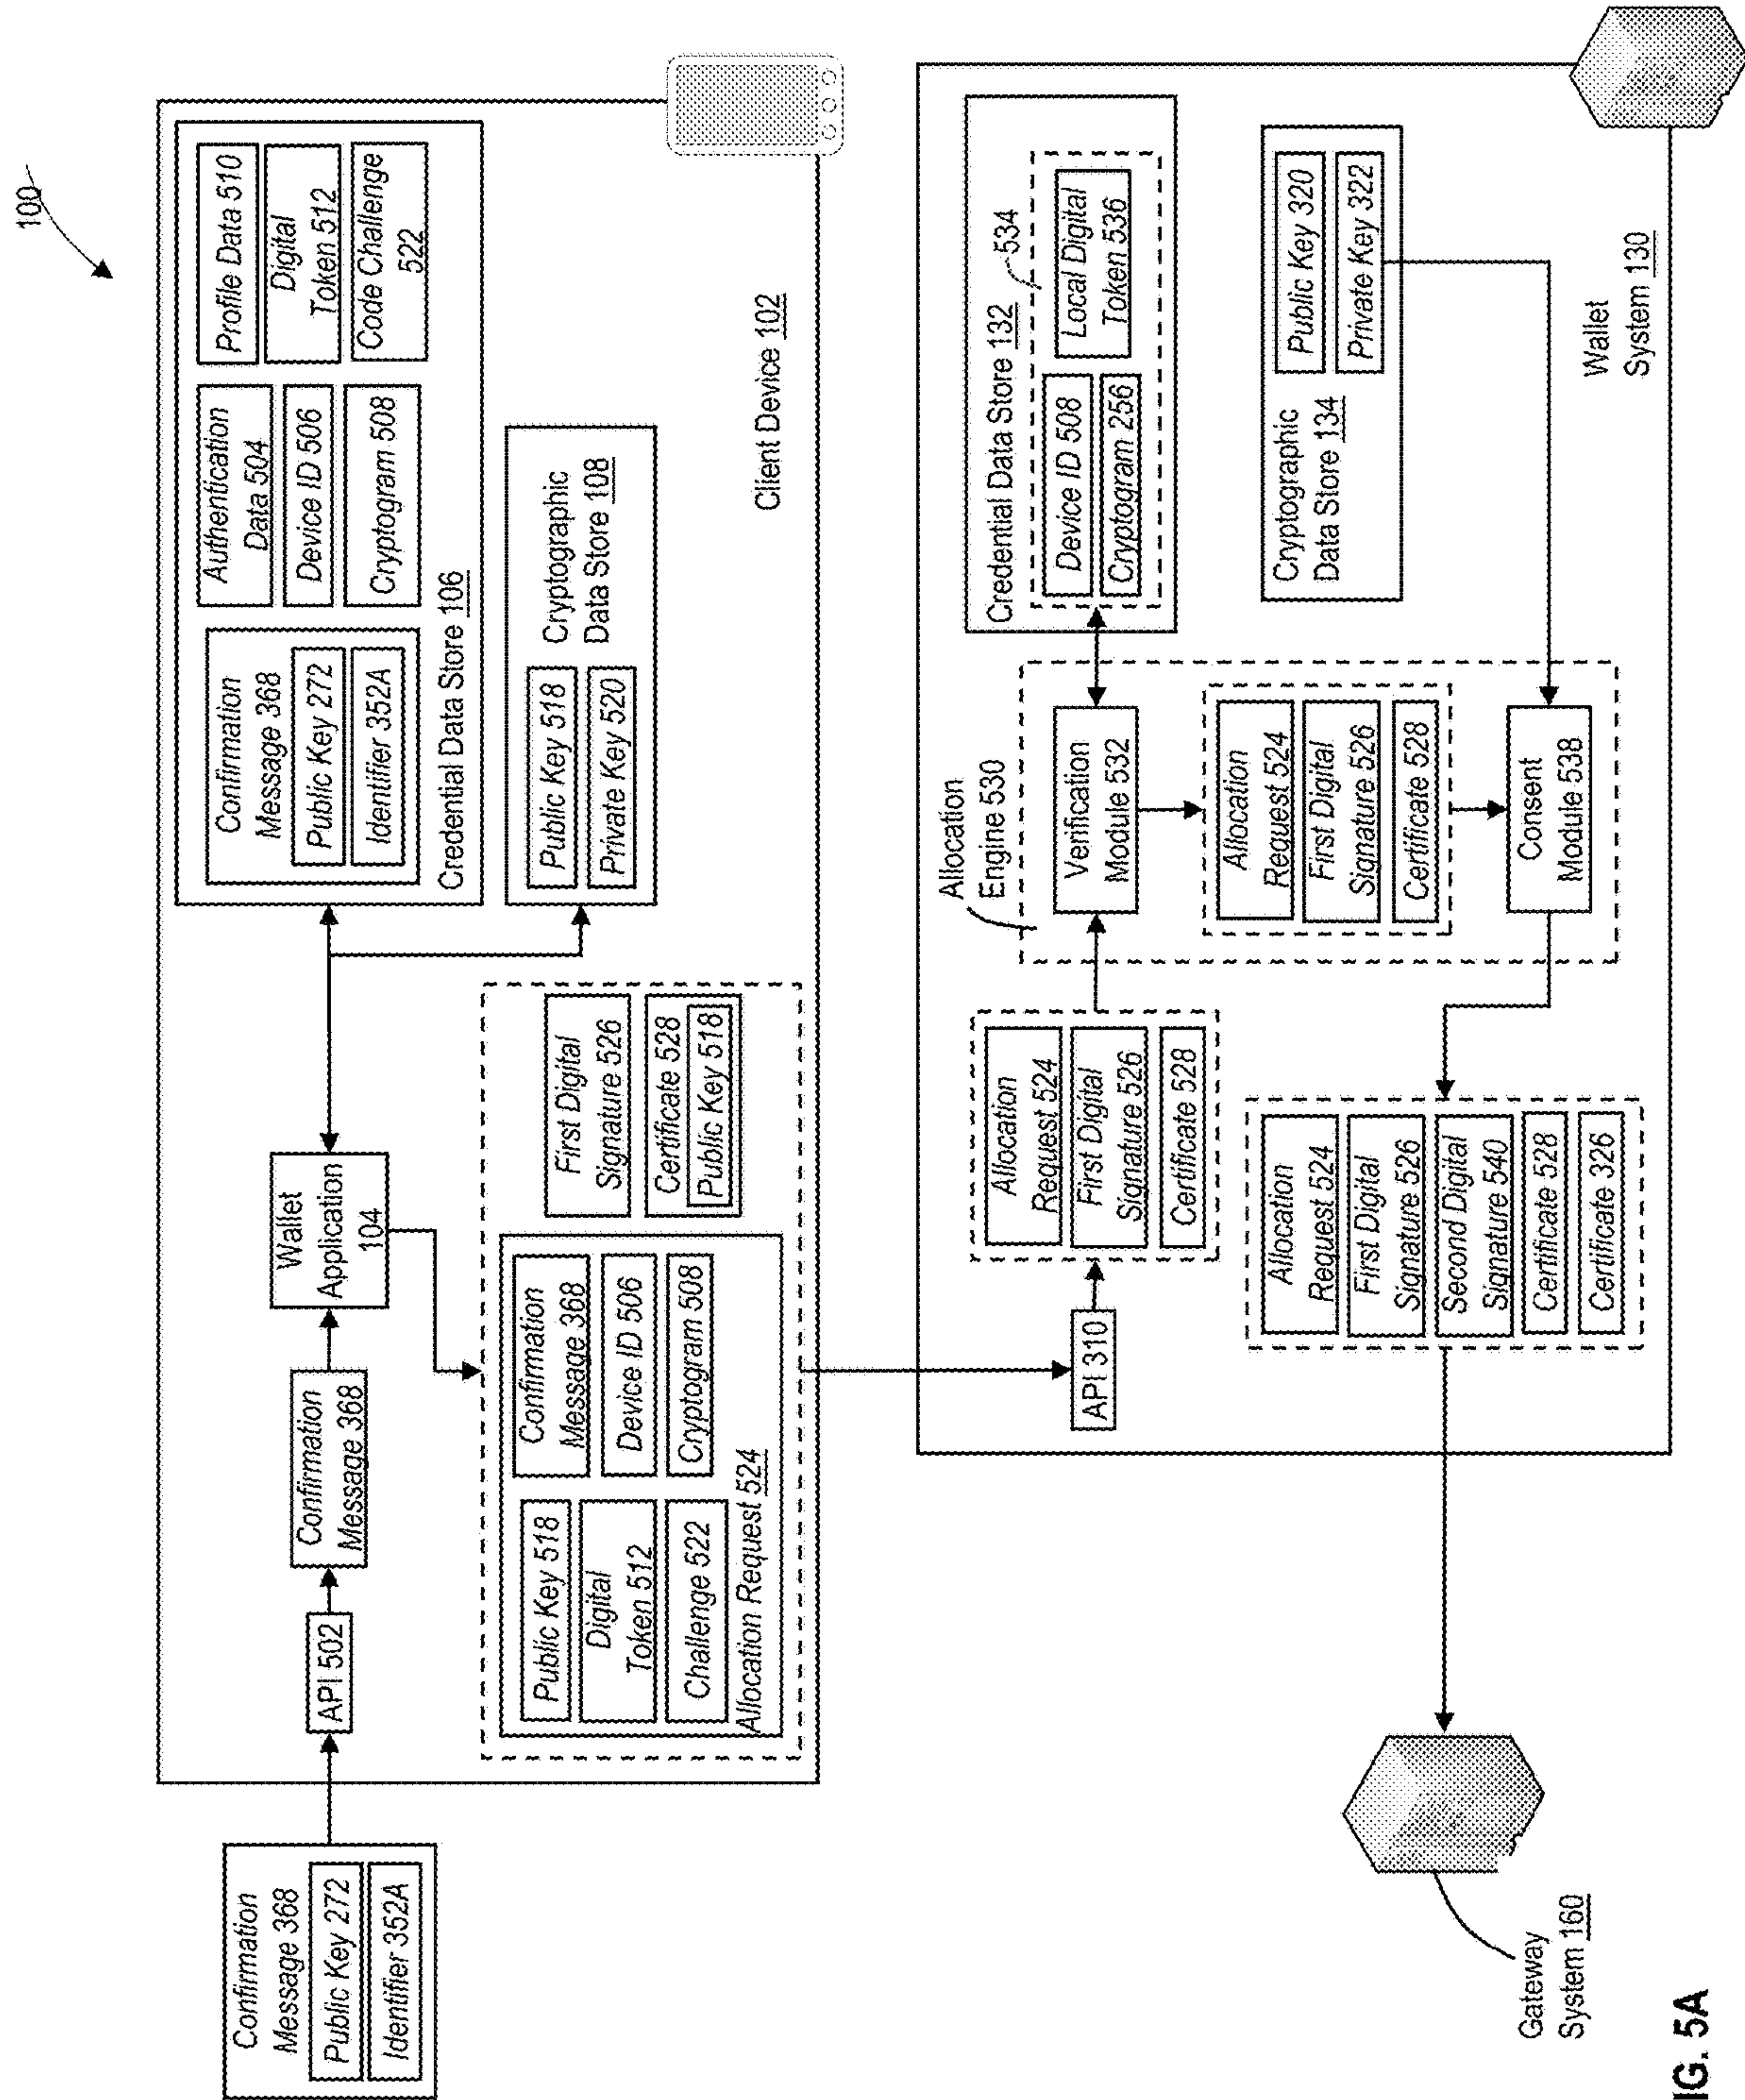 100
Confirmation
Message 368
Public Key 272
Identifier 352A
API 502
Confirmation
Message 368
Wallet
Application
104
Confirmation
Message 368
Public Key 272
Identifier 352A
Authentication
Data 504
Device ID 506
Cryptogram 508
Profile Data 510
Digital
Token 512
Code Challenge
522
Credential Data Store 106
Public Key 518
Private Key 520
Cryptographic
Data Store 108
Public Key 518
Digital
Token 512
Challenge 522
Confirmation
Message 368
Device ID 506
Cryptogram 508
Allocation Request 524
First Digital
Signature 526
Certificate 528
Public Key 518
Client Device 102
API 310
Allocation
Request 524
First Digital
Signature 526
Certificate 528
Allocation
Engine 530
Verification
Module 532
Allocation
Request 524
First Digital
Signature 526
Certificate 528
Consent
Module 538
Credential Data Store 132
534
Device ID 508
Cryptogram 256
Local Digital
Token 536
Cryptographic
Data Store 134
Public Key 320
Private Key 322
Allocation
Request 524
First Digital
Signature 526
Second Digital
Signature 540
Certificate 528
Certificate 326
Wallet
System 130
Gateway
System 160
IG. 5A